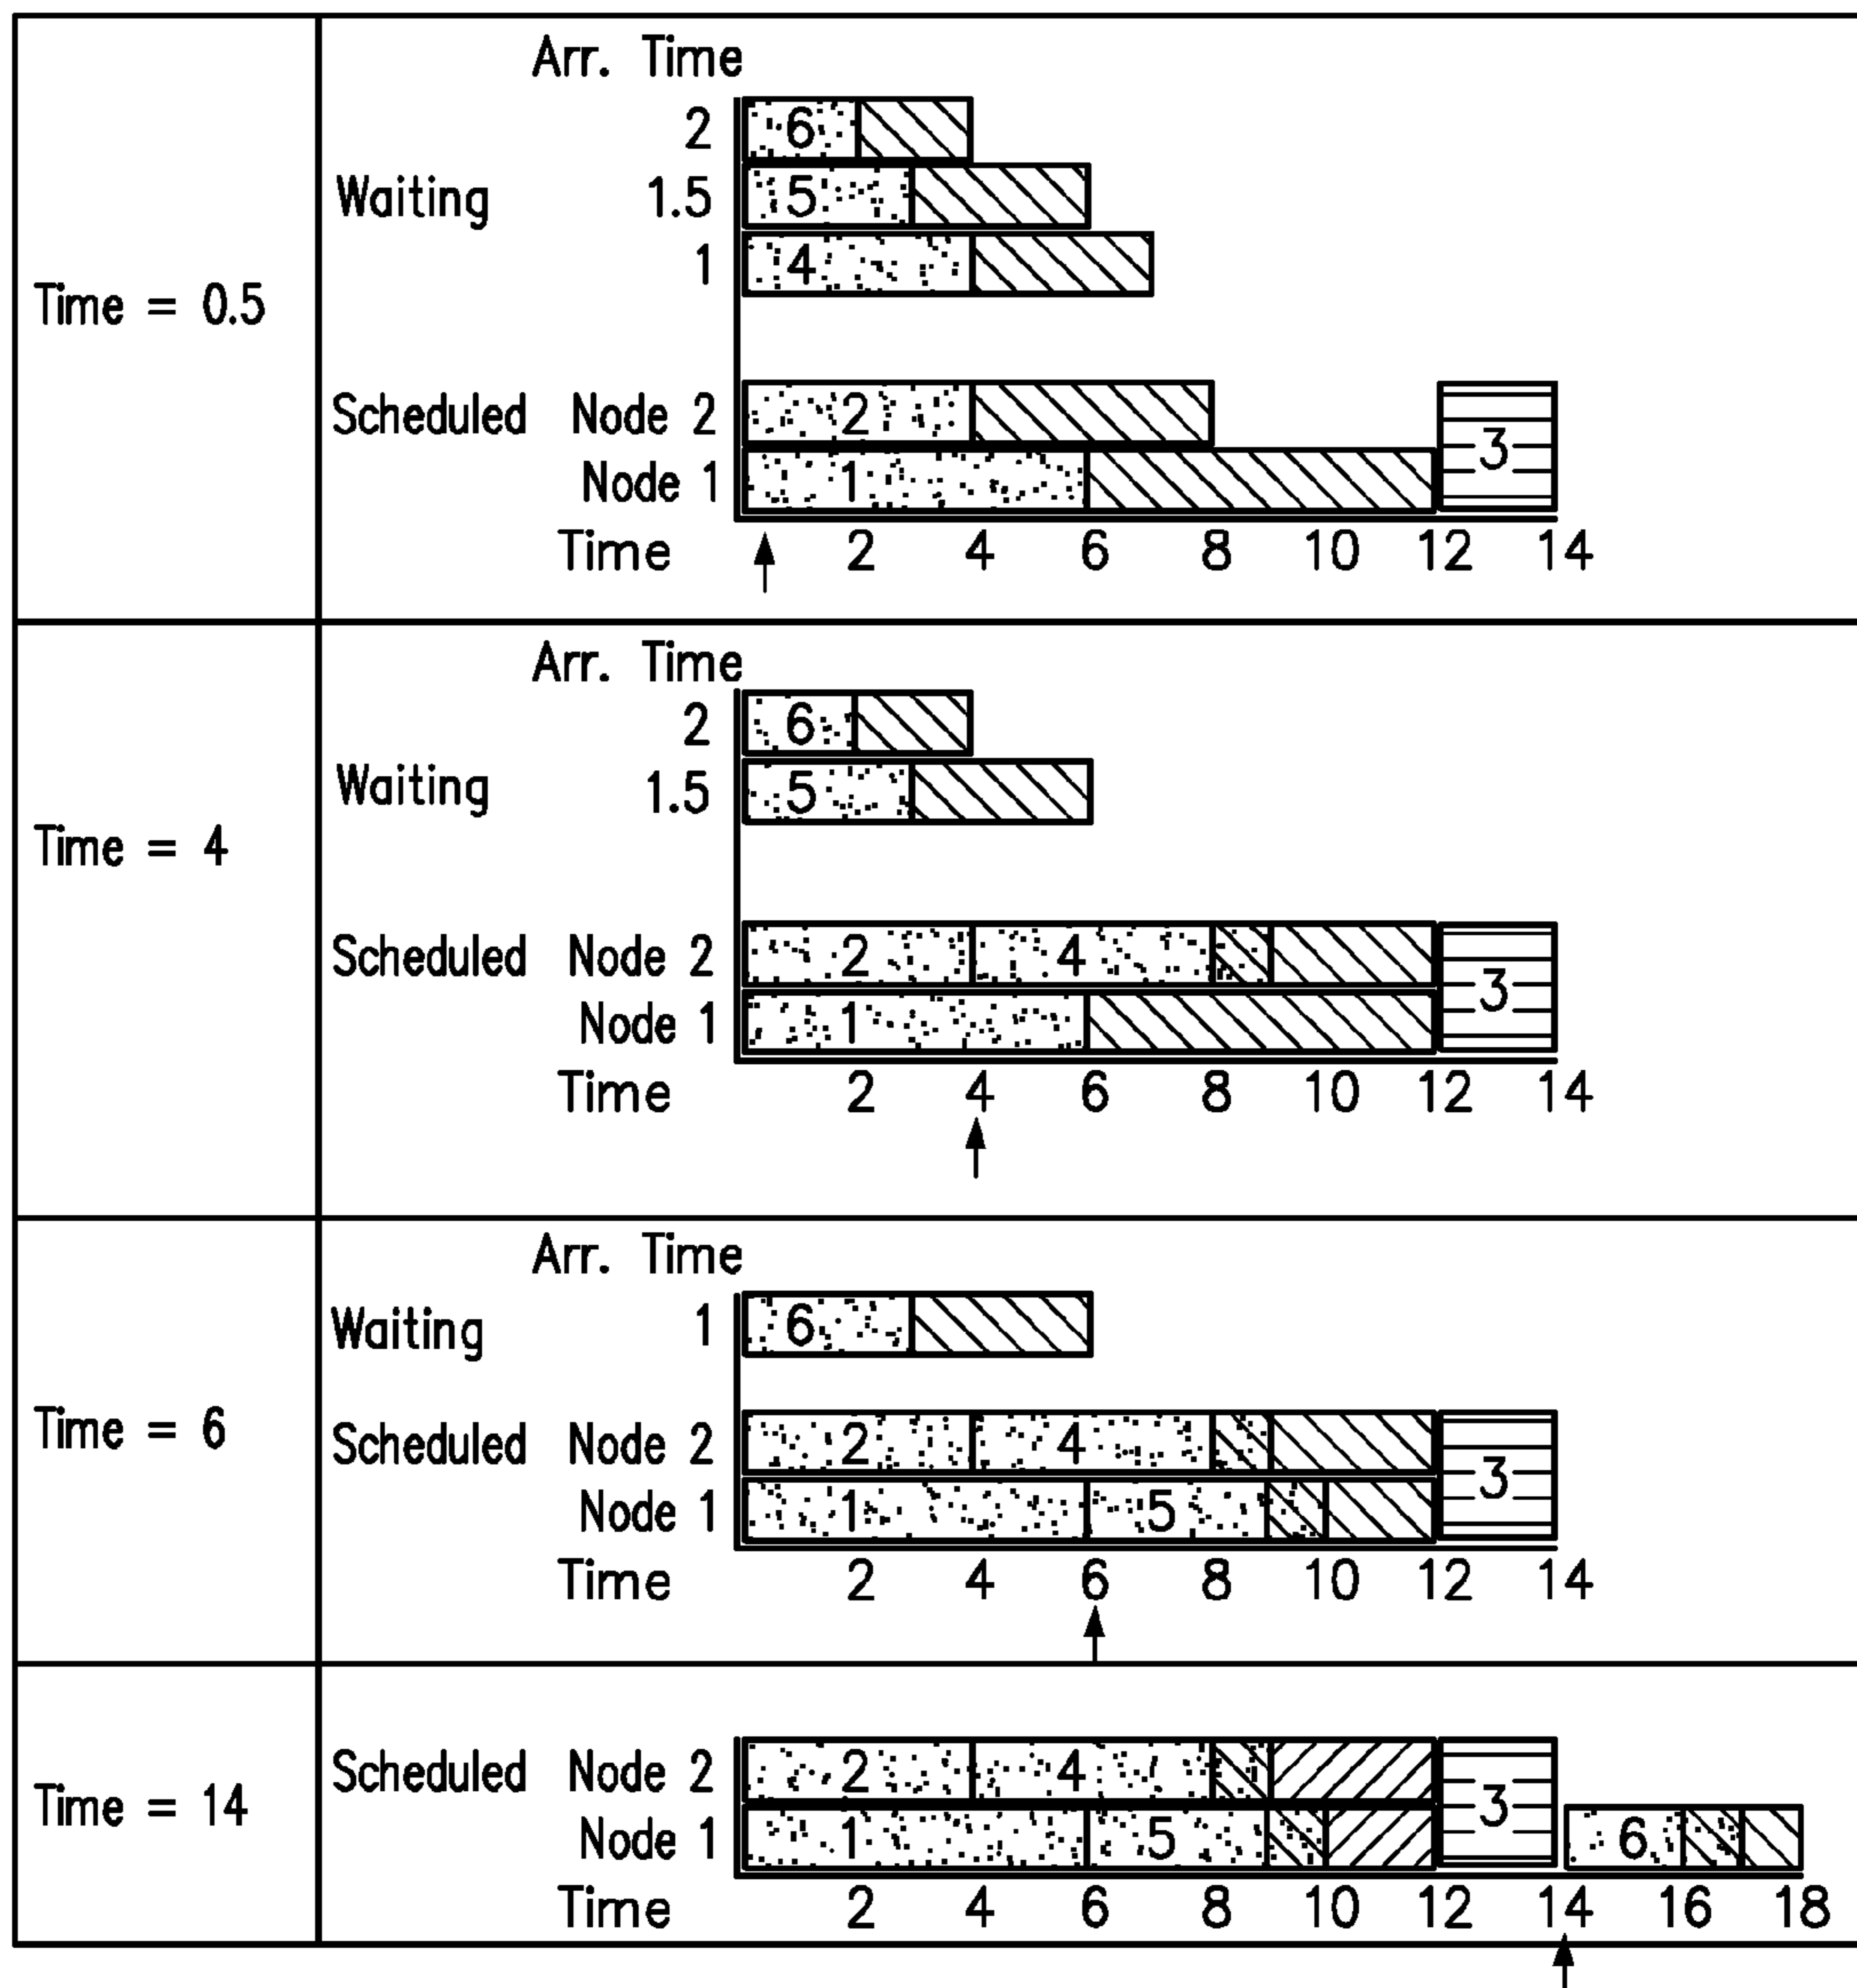 Arr. Time
2 6
Waiting 1.5 5
1 4
Time = 0.5
Scheduled Node 2 2
3
Node 1 1
Time 2 4 6 8 10 12 14
Arr. Time
2 6
Waiting 1.5 5
Time = 4
Scheduled Node 2 2 4
3
Node 1 1
Time 2 4 6 8 10 12 14
Arr. Time
Waiting 1 6
Time = 6
Scheduled Node 2 2 4
3
Node 1 1 5
Time 2 4 6 8 10 12 14
Scheduled Node 2 2 4
Time = 14
3
Node 1 1 5 6
Time 2 4 6 8 10 12 14 16 18